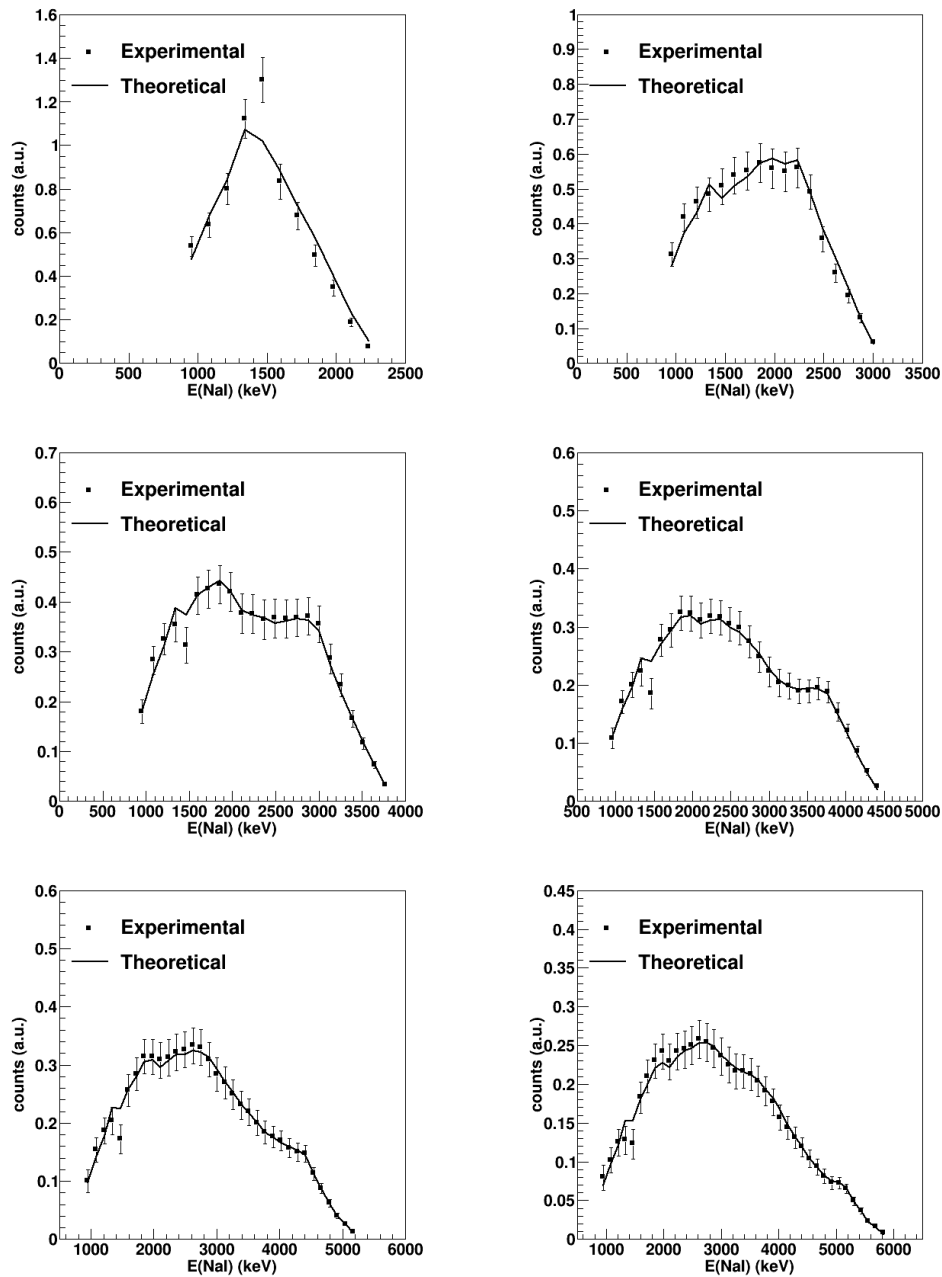 1.6
1.4
1.2
1
0.8
0.6
0.4
0.2
0
counts (a.u.)
Experimental
Theoretical
0 500 1000 1500 2000 2500
E(NaI) (keV)
1
0.9
0.8
0.7
0.6
0.5
0.4
0.3
0.2
0.1
0
counts (a.u.)
Experimental
Theoretical
0 500 1000 1500 2000 2500 3000 3500
E(NaI) (keV)
0.7
0.6
0.5
0.4
0.3
0.2
0.1
0
counts (a.u.)
Experimental
Theoretical
0 500 1000 1500 2000 2500 3000 3500 4000
E(NaI) (keV)
0.6
0.5
0.4
0.3
0.2
0.1
0
counts (a.u.)
Experimental
Theoretical
500 1000 1500 2000 2500 3000 3500 4000 4500 5000
E(NaI) (keV)
0.6
0.5
0.4
0.3
0.2
0.1
0
counts (a.u.)
Experimental
Theoretical
1000 2000 3000 4000 5000 6000
E(NaI) (keV)
0.45
0.4
0.35
0.3
0.25
0.2
0.15
0.1
0.05
0
counts (a.u.)
Experimental
Theoretical
1000 2000 3000 4000 5000 6000
E(NaI) (keV)